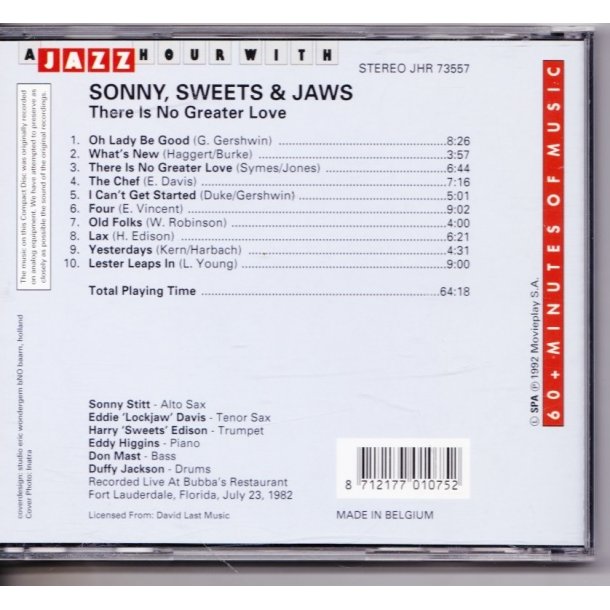 A JAZZ HOUR WITH
STEREO JHR 73557
SONNY, SWEETS & JAWS
There Is No Greater Love
1. Oh Lady Be Good (G. Gershwin) 8:26
2. What's New (Haggert/Burke) 3:57
3. There Is No Greater Love (Symes/Jones) 6:44
4. The Chef (E. Davis) 7:16
5. I Can't Get Started (Duke/Gershwin) 5:01
6. Four (E. Vincent) 9:02
7. Old Folks (W. Robinson) 4:00
8. Lax (H. Edison) 6:21
9. Yesterdays (Kern/Harbach) 4:31
10. Lester Leaps In (L. Young) 9:00
Total Playing Time 64:18
Sonny Stitt - Alto Sax
Eddie 'Lockjaw' Davis - Tenor Sax
Harry 'Sweets' Edison - Trumpet
Eddy Higgins - Piano
Don Mast - Bass
Duffy Jackson - Drums
Recorded Live At Bubba's Restaurant
Fort Lauderdale, Florida, July 23, 1982
Licensed From: David Last Music
8 712177 010752
MADE IN BELGIUM
The music on this Compact Disc was originally recorded
on analog equipment. We have attempted to preserve as
closely as possible the sound of the original recordings.
coverdesign: studio eric wondergem bNO baarn, holland
Cover Photo: Inatra
60 + MINUTES OF MUSIC
Ⓛ SPA Ⓟ 1992 Movieplay S.A.